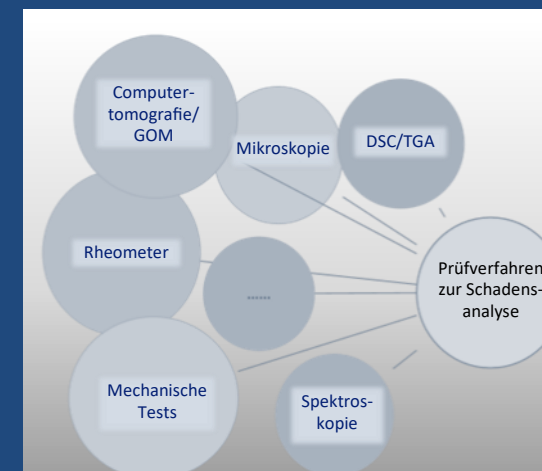 Computer-
tomografie/
GOM
Mikroskopie
DSC/TGA
Rheometer
......
Prüfverfahren
zur Schadens-
analyse
Mechanische
Tests
Spektros-
kopie